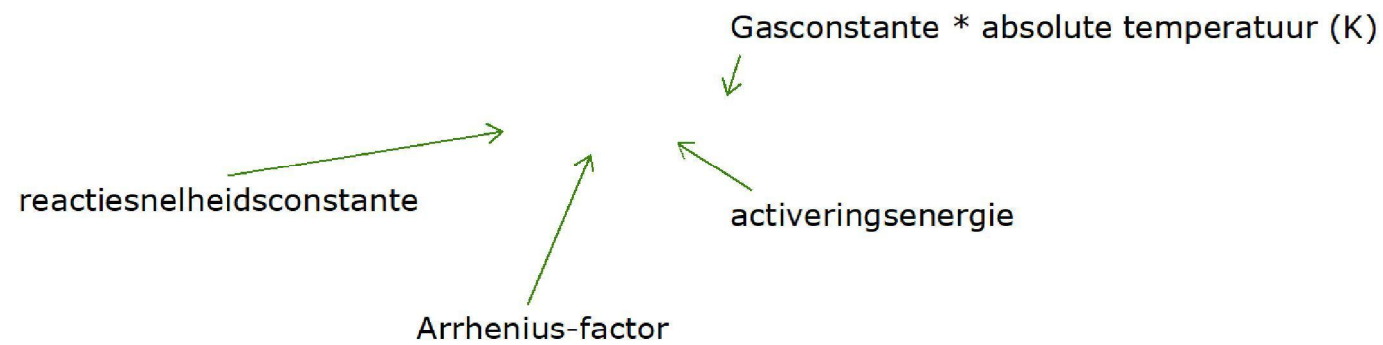 Gasconstante * absolute temperatuur (K)
reactiesnelheidsconstante
activeringsenergie
Arrhenius-factor